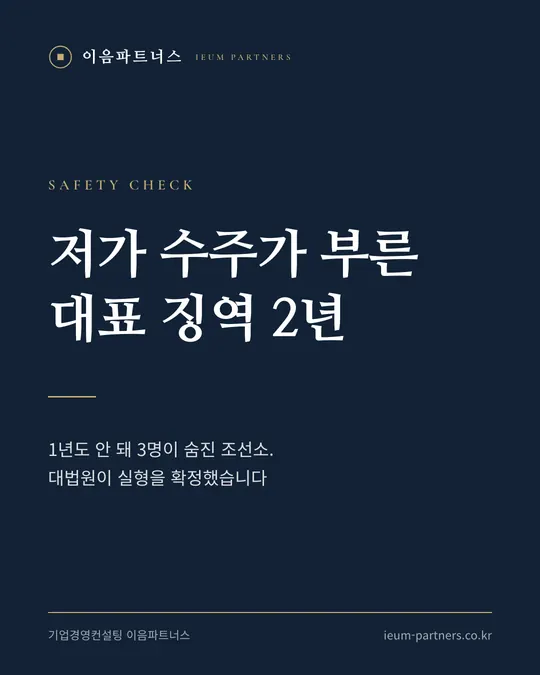 이음파트너스 IEUM PARTNERS
SAFETY CHECK
저가 수주가 부른
대표 징역 2년
1년도 안 돼 3명이 숨진 조선소.
대법원이 실형을 확정했습니다
기업경영컨설팅 이음파트너스
ieum-partners.co.kr